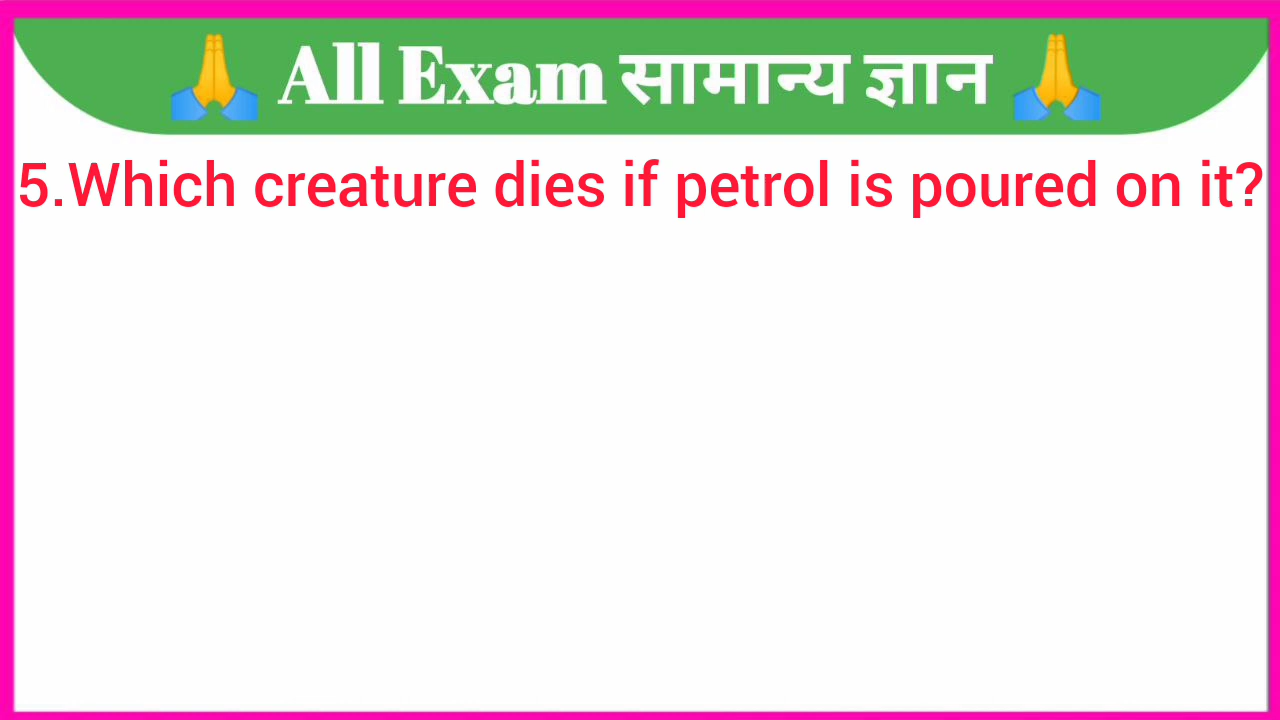 🙏 All Exam सामान्य ज्ञान 🙏
5.Which creature dies if petrol is poured on it?